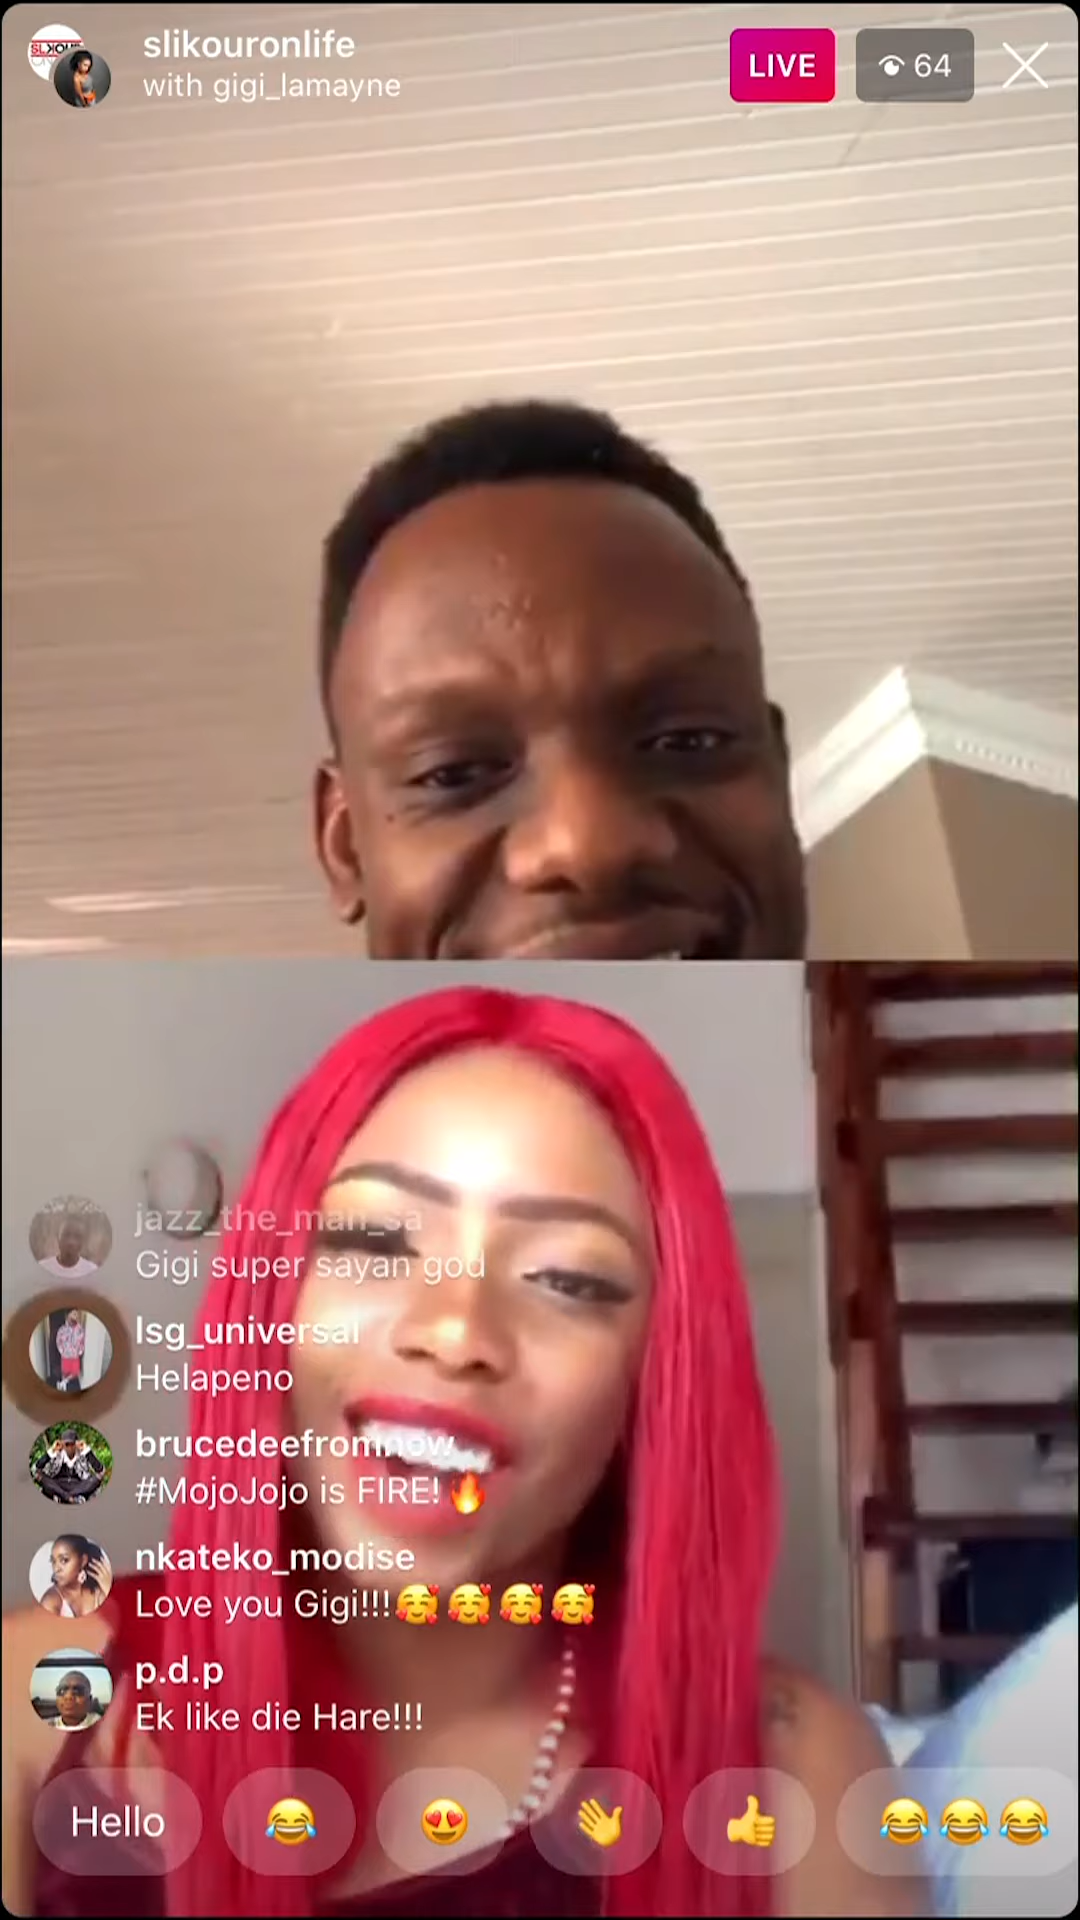 slikouronlife
with gigi_lamayne
LIVE
64
jazz_the_man_sa
Gigi super sayan god
lsg_universal
Helapeno
brucedeefromnow
#MojoJojo is FIRE!🔥
nkateko_modise
Love you Gigi!!!🥰🥰🥰🥰
p.d.p
Ek like die Hare!!!
Hello 😂 😍 👋 👍 😂😂😂